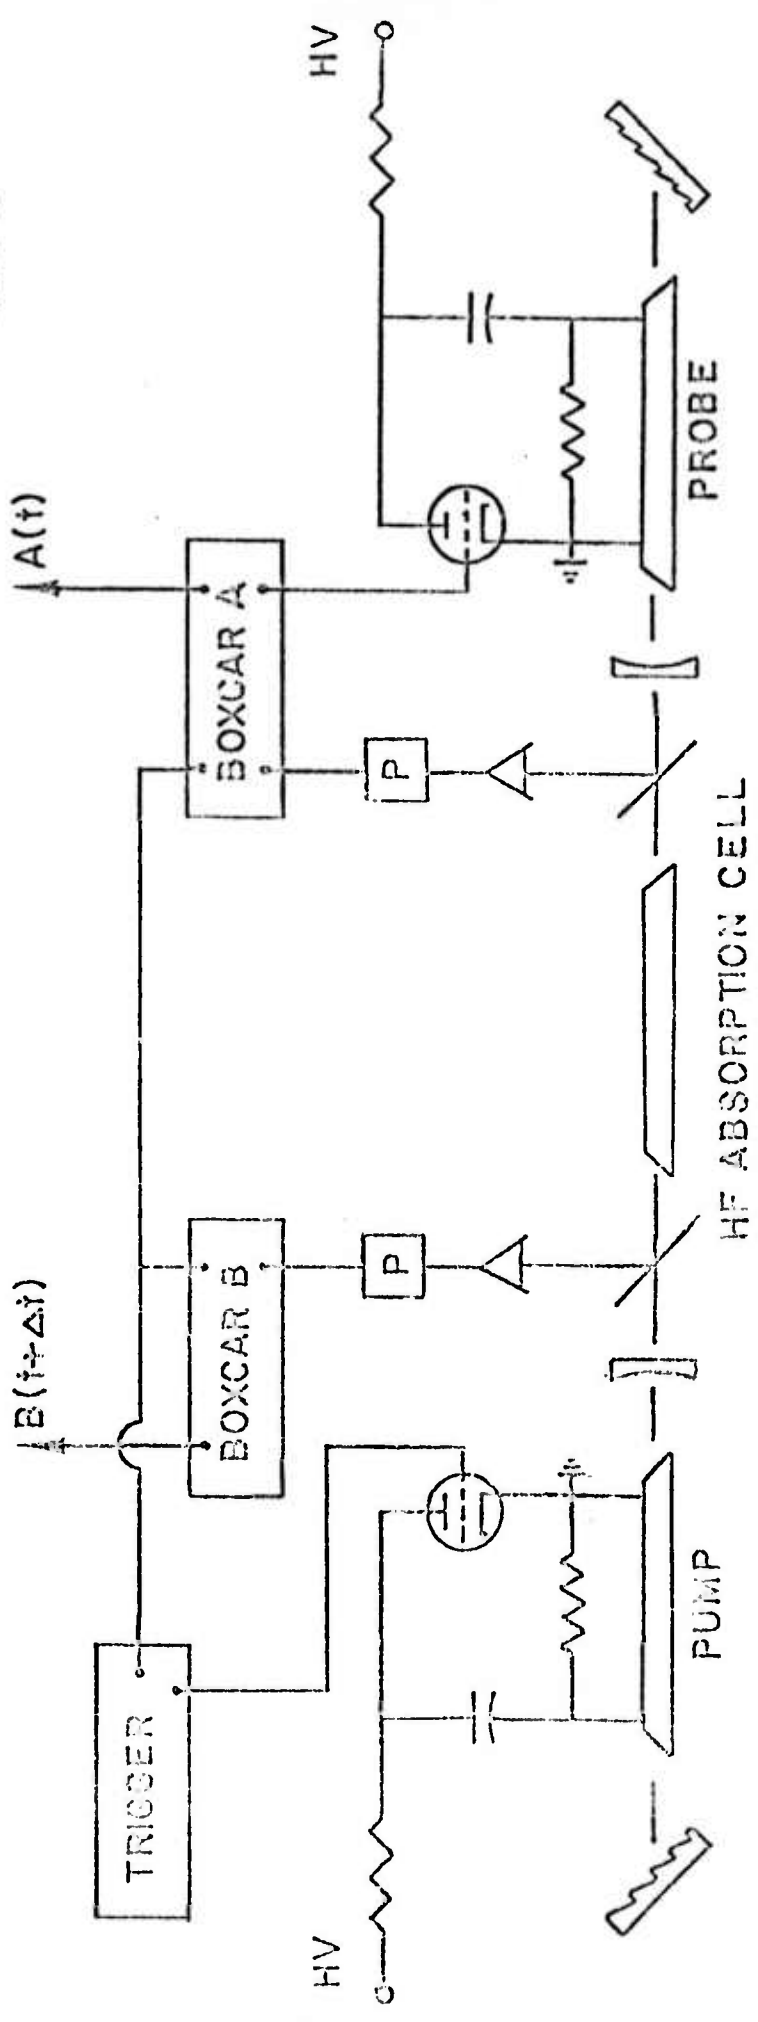 HV
TRIGGER
B(t+Δt)
BOXCAR B
P
PUMP
HF ABSORPTION CELL
A(t)
BOXCAR A
P
PROBE
HV